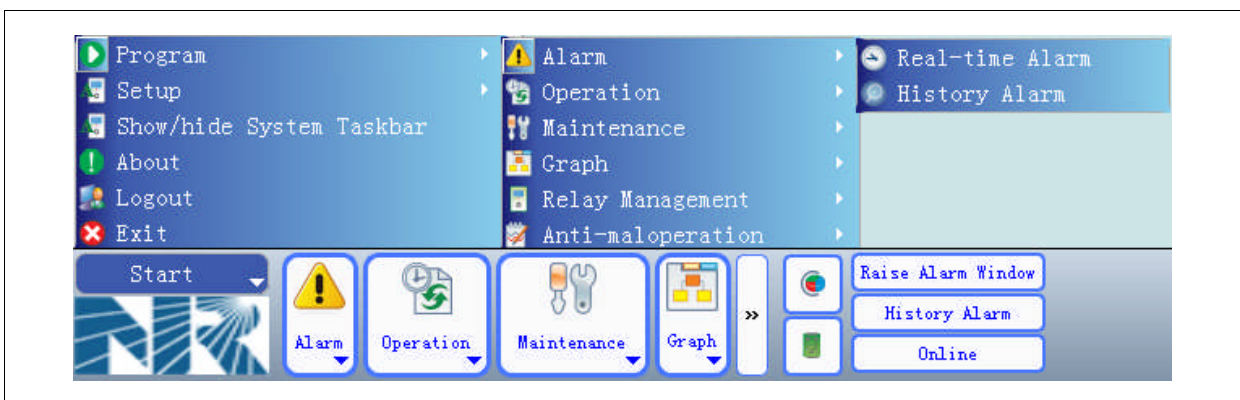 Program
Setup
Show/hide System Taskbar
About
Logout
Exit
Alarm
Operation
Maintenance
Graph
Relay Management
Anti-maloperation
Real-time Alarm
History Alarm
Start
NR
Alarm
Operation
Maintenance
Graph
»
Raise Alarm Window
History Alarm
Online